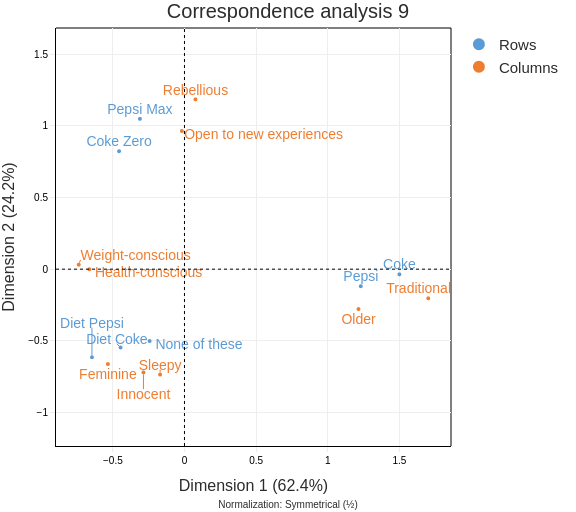 Correspondence analysis 9
Rows
Columns
1.5
1
0.5
0
−0.5
−1
Dimension 2 (24.2%)
Rebellious
Pepsi Max
Open to new experiences
Coke Zero
Weight-conscious
Health-conscious
Coke
Pepsi
Traditional
Older
Diet Pepsi
Diet Coke
None of these
Sleepy
Feminine
Innocent
−0.5
0
0.5
1
1.5
Dimension 1 (62.4%)
Normalization: Symmetrical (½)